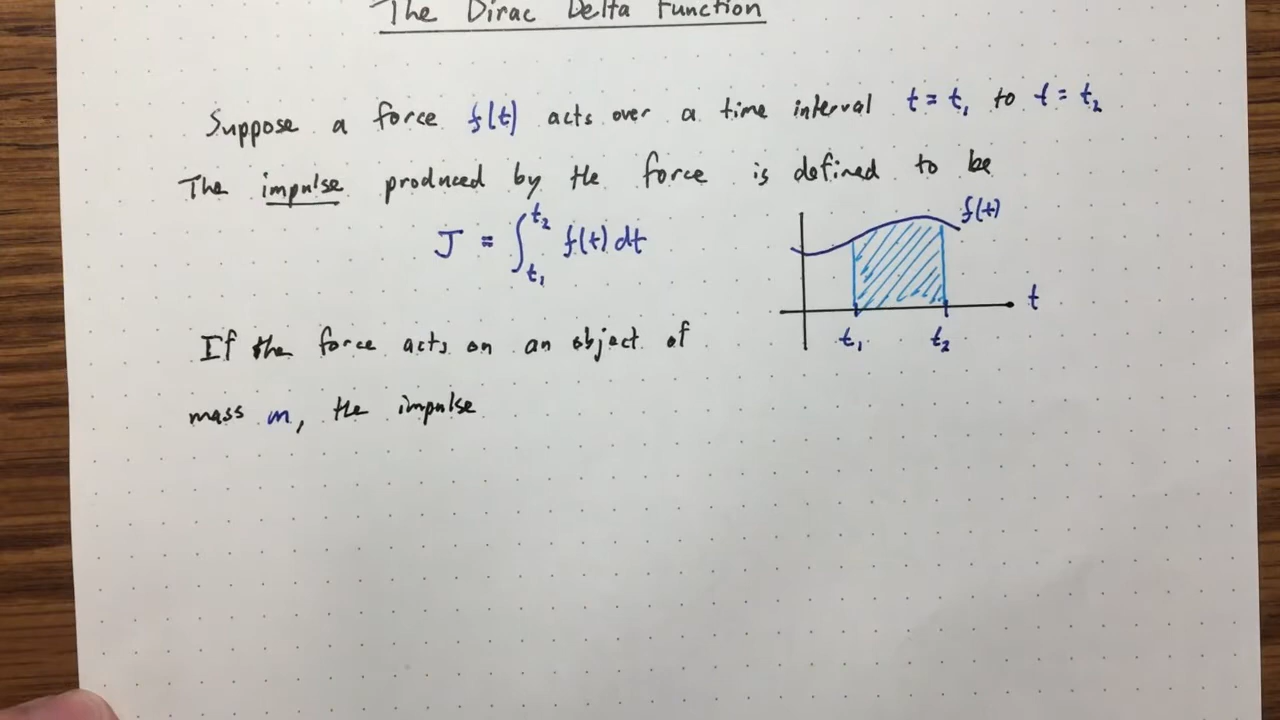 The Dirac Delta Function
Suppose a force f(t) acts over a time interval t = t₁ to t = t₂
The impulse produced by the force is defined to be
J = ∫_{t₁}^{t₂} f(t) dt
f(t)
t
t₁ t₂
If the force acts on an object of
mass m, the impulse